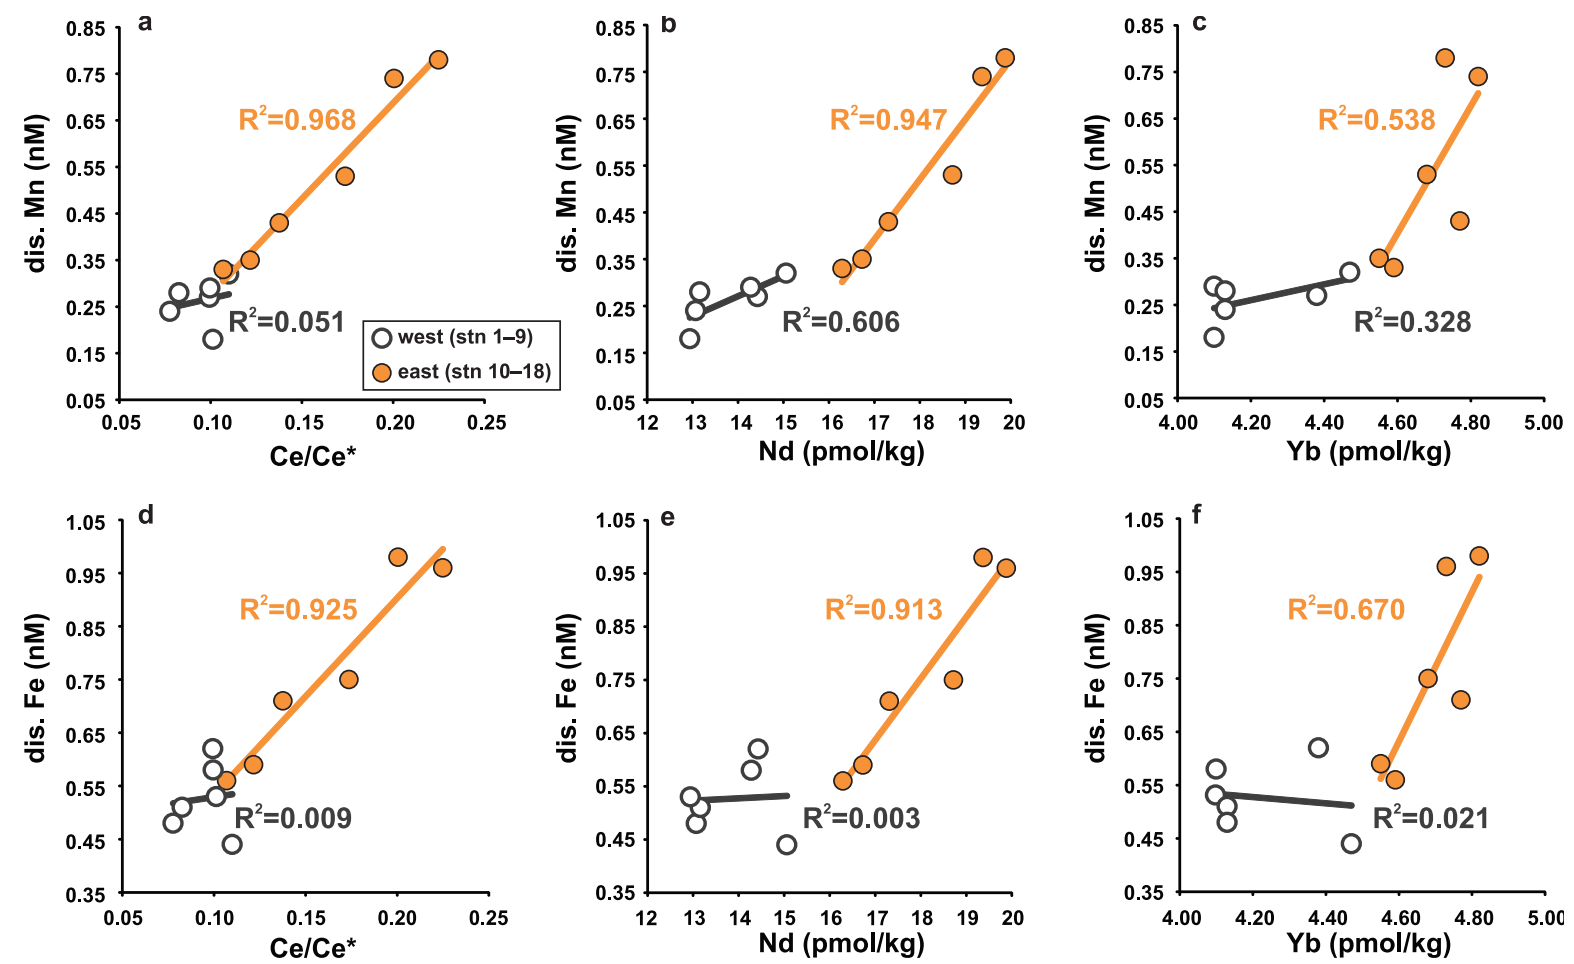 a
0.85
0.75
0.65
0.55
0.45
0.35
0.25
0.15
0.05
dis. Mn (nM)
R²=0.968
R²=0.051
west (stn 1–9)
east (stn 10–18)
0.05 0.10 0.15 0.20 0.25
Ce/Ce*
b
0.85
0.75
0.65
0.55
0.45
0.35
0.25
0.15
0.05
dis. Mn (nM)
R²=0.947
R²=0.606
12 13 14 15 16 17 18 19 20
Nd (pmol/kg)
c
0.85
0.75
0.65
0.55
0.45
0.35
0.25
0.15
0.05
dis. Mn (nM)
R²=0.538
R²=0.328
4.00 4.20 4.40 4.60 4.80 5.00
Yb (pmol/kg)
d
1.05
0.95
0.85
0.75
0.65
0.55
0.45
0.35
dis. Fe (nM)
R²=0.925
R²=0.009
0.05 0.10 0.15 0.20 0.25
Ce/Ce*
e
1.05
0.95
0.85
0.75
0.65
0.55
0.45
0.35
dis. Fe (nM)
R²=0.913
R²=0.003
12 13 14 15 16 17 18 19 20
Nd (pmol/kg)
f
1.05
0.95
0.85
0.75
0.65
0.55
0.45
0.35
dis. Fe (nM)
R²=0.670
R²=0.021
4.00 4.20 4.40 4.60 4.80 5.00
Yb (pmol/kg)